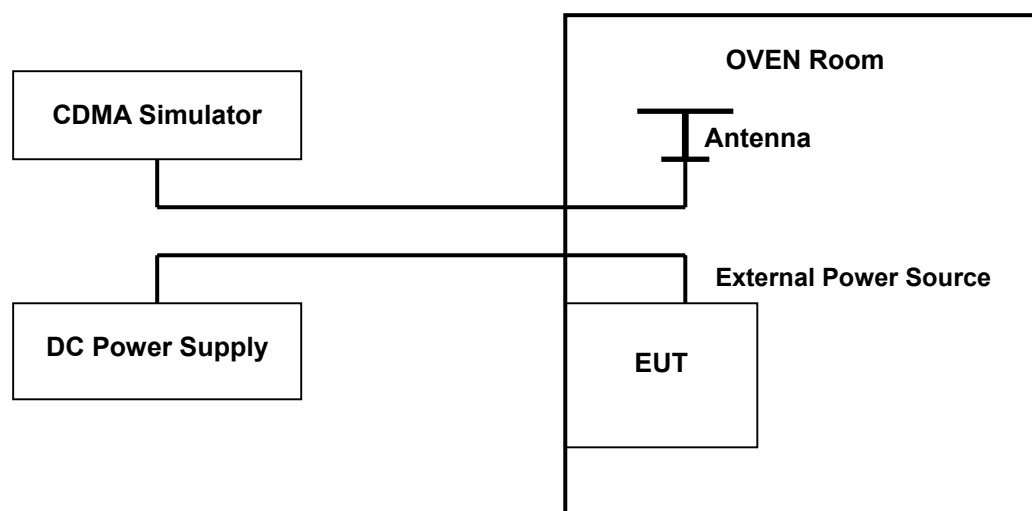 OVEN Room
CDMA Simulator
Antenna
External Power Source
DC Power Supply
EUT